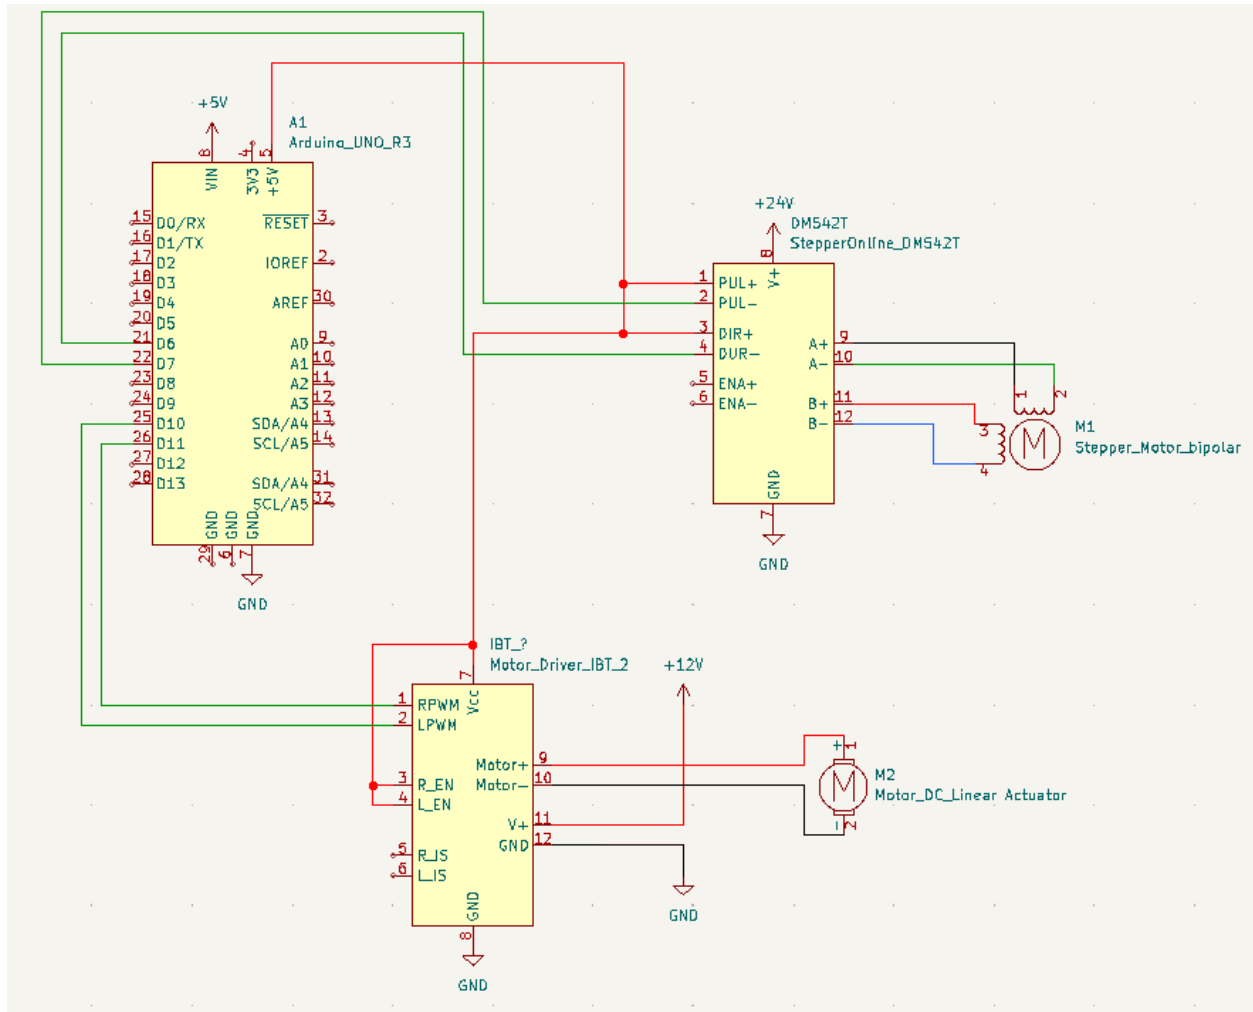 +5V
A1
Arduino_UNO_R3
8
4
5
VIN
3V3
+5V
15 D0/RX
RESET 3
16 D1/TX
17 D2
IOREF 2
18 D3
19 D4
AREF 30
20 D5
21 D6
A0 9
22 D7
A1 10
23 D8
A2 11
24 D9
A3 12
25 D10
SDA/A4 13
26 D11
SCL/A5 14
27 D12
28 D13
SDA/A4 31
SCL/A5 32
GND
GND
GND
29
6
7
GND
+24V
DM542T
StepperOnline_DM542T
8
V+
1 PUL+
2 PUL-
3 DIR+
4 DUR-
5 ENA+
6 ENA-
A+ 9
A- 10
B+ 11
B- 12
GND
7
GND
1
2
3
4
M
M1
Stepper_Motor_bipolar
IBT_?
Motor_Driver_IBT_2
7
Vcc
1 RPWM
2 LPWM
3 R_EN
4 L_EN
5 R_IS
6 L_IS
Motor+ 9
Motor- 10
V+ 11
GND 12
GND
8
GND
+12V
GND
+ 1
M
- 2
M2
Motor_DC_Linear Actuator